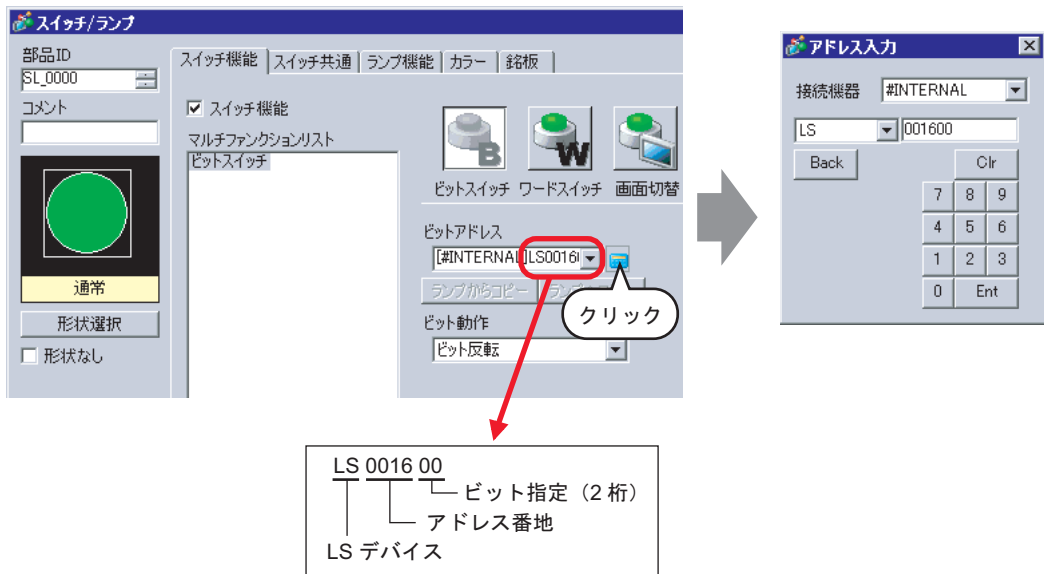 スイッチ/ランプ
部品ID
SL_0000
コメント
通常
形状選択
形状なし
スイッチ機能 スイッチ共通 ランプ機能 カラー 銘板
スイッチ機能
マルチファンクションリスト
ビットスイッチ
B
W
ビットスイッチ ワードスイッチ 画面切替
ビットアドレス
[#INTERNAL]LS0016
ランプからコピー
クリック
ビット動作
ビット反転
アドレス入力
接続機器 #INTERNAL
LS 001600
Back Clr
7 8 9
4 5 6
1 2 3
0 Ent
LS 0016 00
ビット指定（2 桁）
アドレス番地
LS デバイス